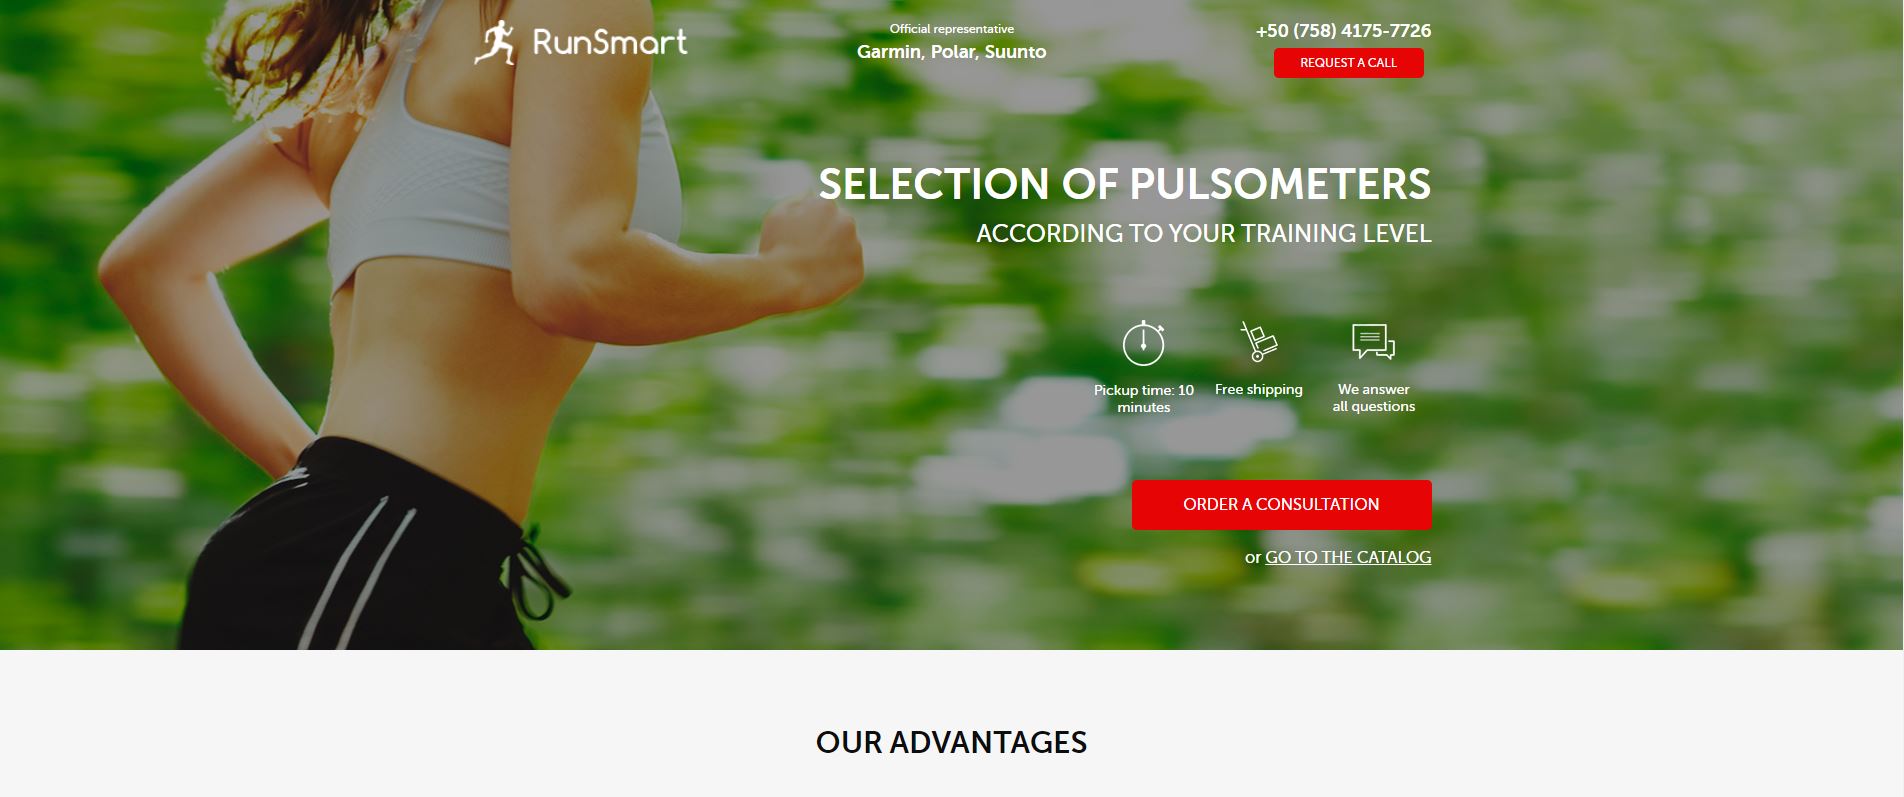 RunSmart
Official representative
Garmin, Polar, Suunto
+50 (758) 4175-7726
REQUEST A CALL
SELECTION OF PULSOMETERS
ACCORDING TO YOUR TRAINING LEVEL
Pickup time: 10
minutes
Free shipping
We answer
all questions
ORDER A CONSULTATION
or GO TO THE CATALOG
OUR ADVANTAGES